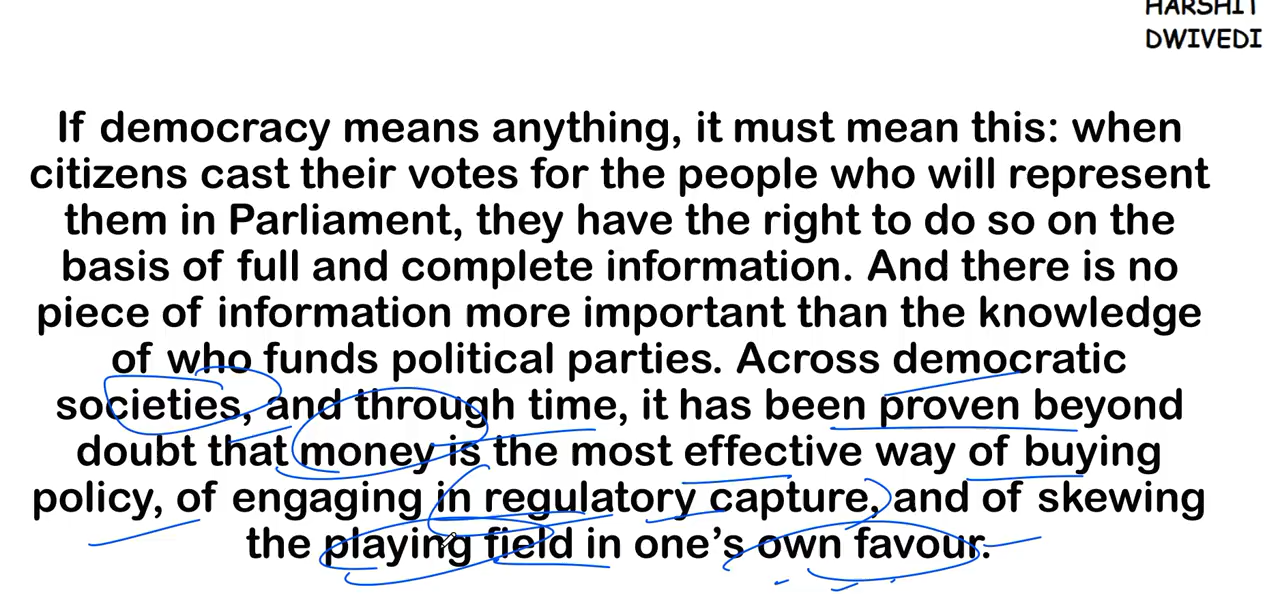 HARSHIT
DWIVEDI
If democracy means anything, it must mean this: when
citizens cast their votes for the people who will represent
them in Parliament, they have the right to do so on the
basis of full and complete information. And there is no
piece of information more important than the knowledge
of who funds political parties. Across democratic
societies, and through time, it has been proven beyond
doubt that money is the most effective way of buying
policy, of engaging in regulatory capture, and of skewing
the playing field in one’s own favour.